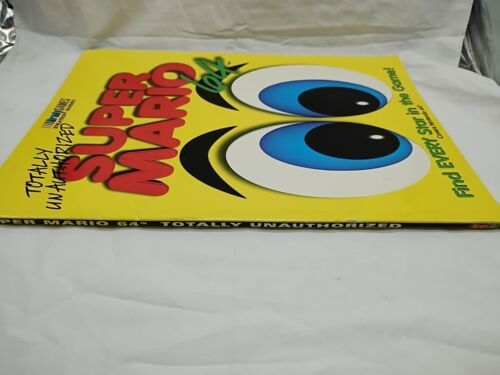 TOTALLY
UNAUTHORIZED
SUPER
MARIO
64
Find EVERY Star in the Game!
PER MARIO 64™ TOTALLY UNAUTHORIZED